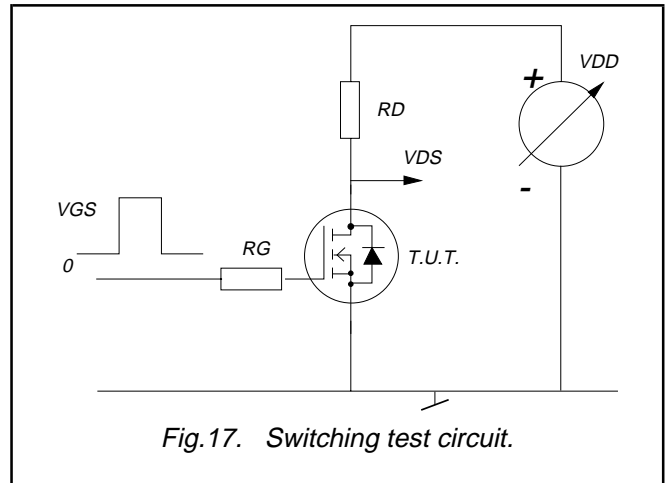 VDD
+
RD
VDS
-
VGS
RG
T.U.T.
0
Fig.17. Switching test circuit.